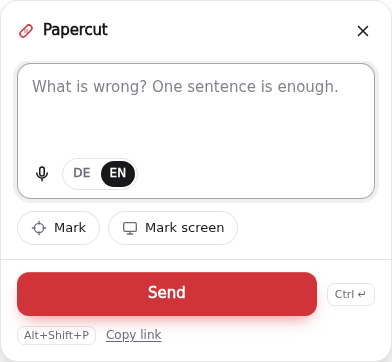 Papercut
What is wrong? One sentence is enough.
DE EN
Mark Mark screen
Send Ctrl ↵
Alt+Shift+P Copy link